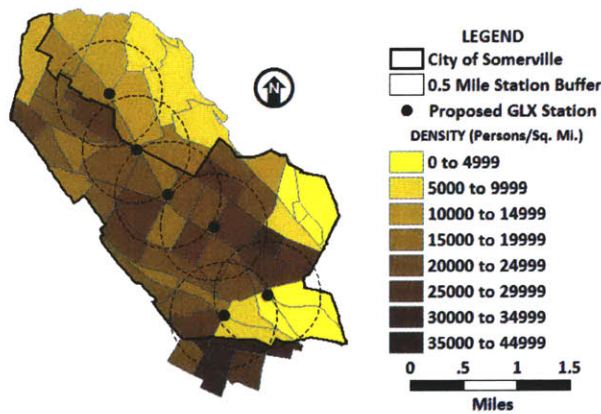 N
LEGEND
City of Somerville
0.5 Mile Station Buffer
Proposed GLX Station
DENSITY (Persons/Sq. Mi.)
0 to 4999
5000 to 9999
10000 to 14999
15000 to 19999
20000 to 24999
25000 to 29999
30000 to 34999
35000 to 44999
0 .5 1 1.5
Miles